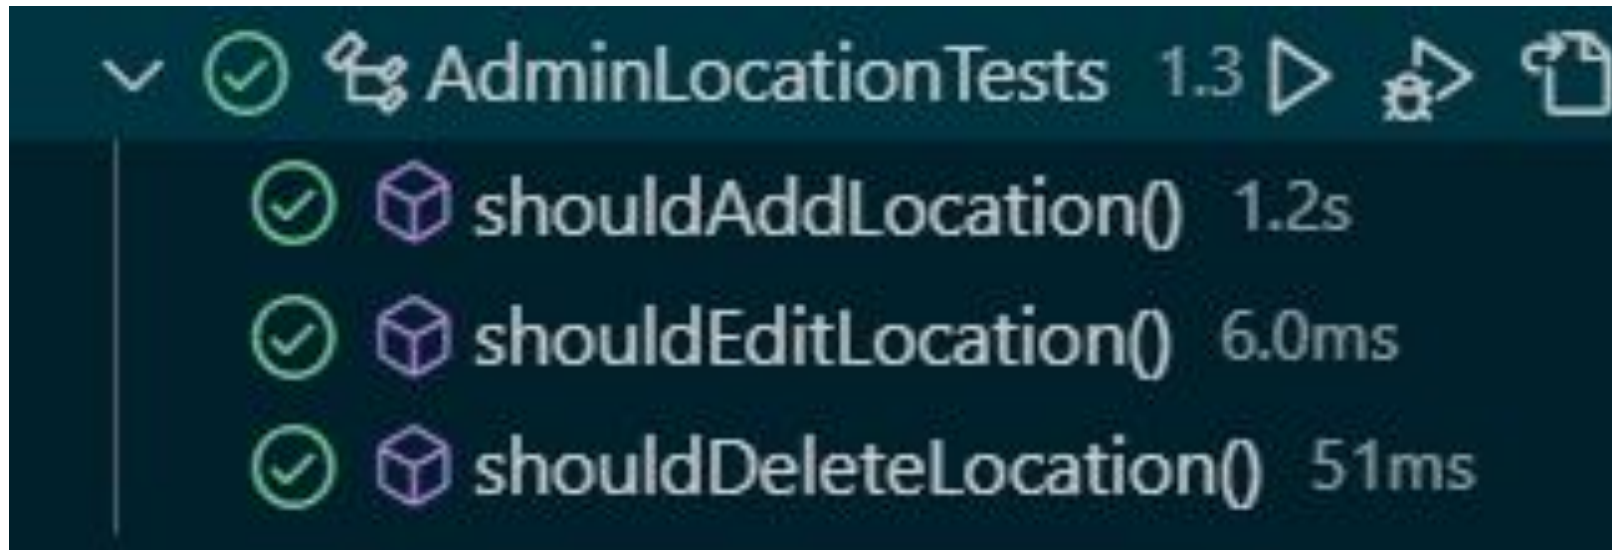 AdminLocationTests 1.3
shouldAddLocation() 1.2s
shouldEditLocation() 6.0ms
shouldDeleteLocation() 51ms